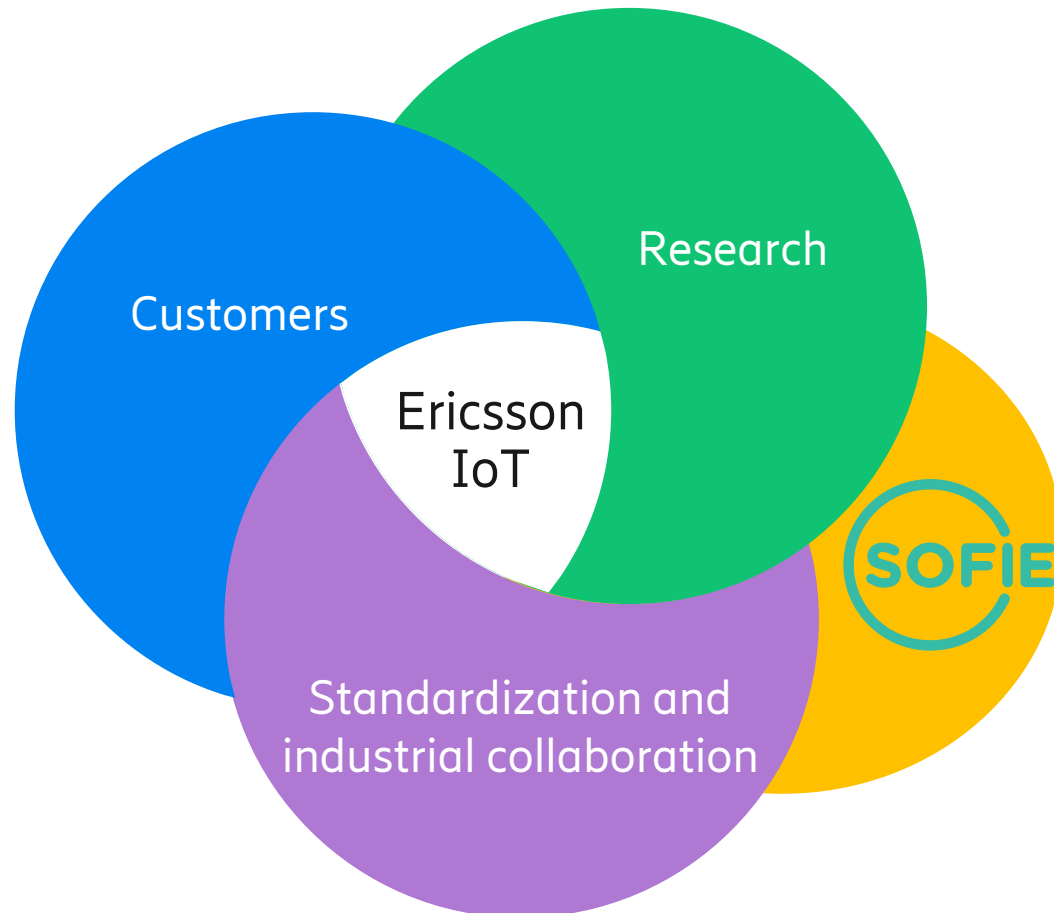 Research
Customers
Ericsson
IoT
SOFIE
Standardization and
industrial collaboration